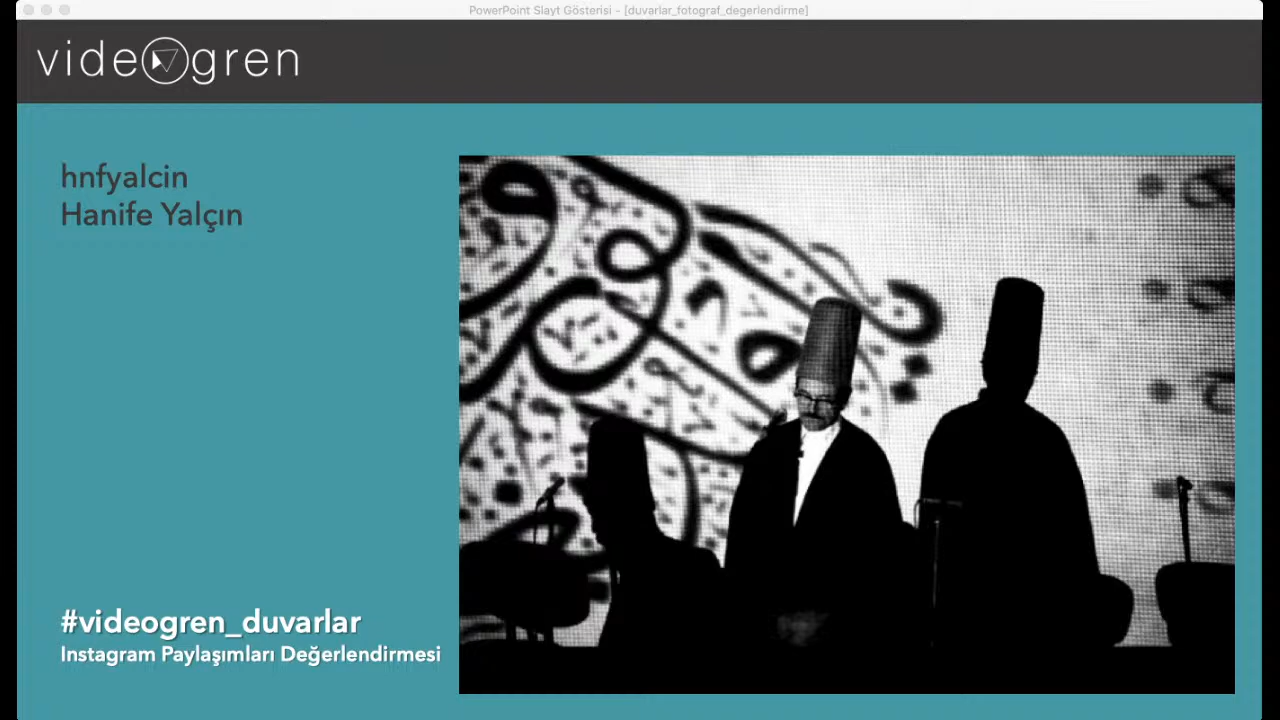 PowerPoint Slayt Gösterisi - [duvarlar_fotograf_degerlendirme]
videogren
hnfyalcin
Hanife Yalçın
#videogren_duvarlar
Instagram Paylaşımları Değerlendirmesi